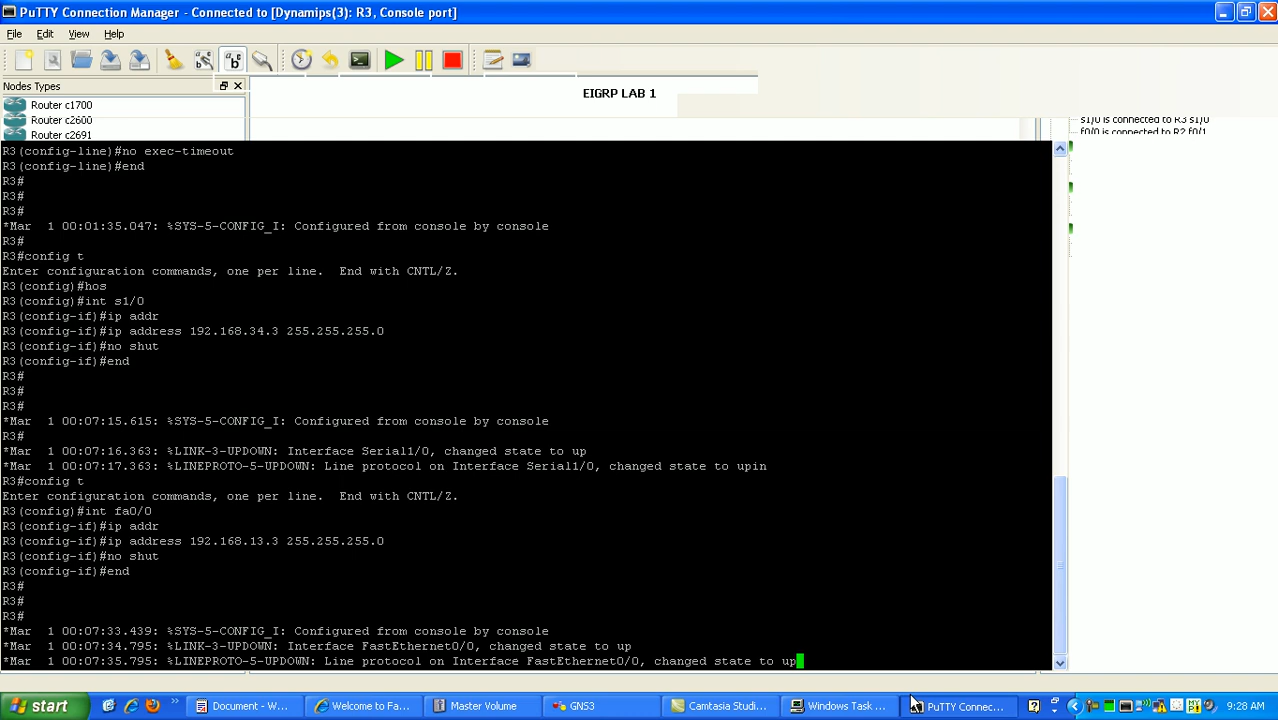 PuTTY Connection Manager - Connected to [Dynamips(3): R3, Console port]
File Edit View Help
Nodes Types
Router c1700
Router c2600
Router c2691
EIGRP LAB 1
s1/0 is connected to R3 s1/0
f0/0 is connected to R2 f0/1
R3(config-line)#no exec-timeout
R3(config-line)#end
R3#
R3#
R3#
*Mar  1 00:01:35.047: %SYS-5-CONFIG_I: Configured from console by console
R3#
R3#config t
Enter configuration commands, one per line.  End with CNTL/Z.
R3(config)#hos
R3(config)#int s1/0
R3(config-if)#ip addr
R3(config-if)#ip address 192.168.34.3 255.255.255.0
R3(config-if)#no shut
R3(config-if)#end
R3#
R3#
R3#
*Mar  1 00:07:15.615: %SYS-5-CONFIG_I: Configured from console by console
R3#
*Mar  1 00:07:16.363: %LINK-3-UPDOWN: Interface Serial1/0, changed state to up
*Mar  1 00:07:17.363: %LINEPROTO-5-UPDOWN: Line protocol on Interface Serial1/0, changed state to upin
R3#config t
Enter configuration commands, one per line.  End with CNTL/Z.
R3(config)#int fa0/0
R3(config-if)#ip addr
R3(config-if)#ip address 192.168.13.3 255.255.255.0
R3(config-if)#no shut
R3(config-if)#end
R3#
R3#
R3#
*Mar  1 00:07:33.439: %SYS-5-CONFIG_I: Configured from console by console
*Mar  1 00:07:34.795: %LINK-3-UPDOWN: Interface FastEthernet0/0, changed state to up
*Mar  1 00:07:35.795: %LINEPROTO-5-UPDOWN: Line protocol on Interface FastEthernet0/0, changed state to up
start Document - W... Welcome to Fa... Master Volume GNS3 Camtasia Studi... Windows Task ... PuTTY Connec... 9:28 AM